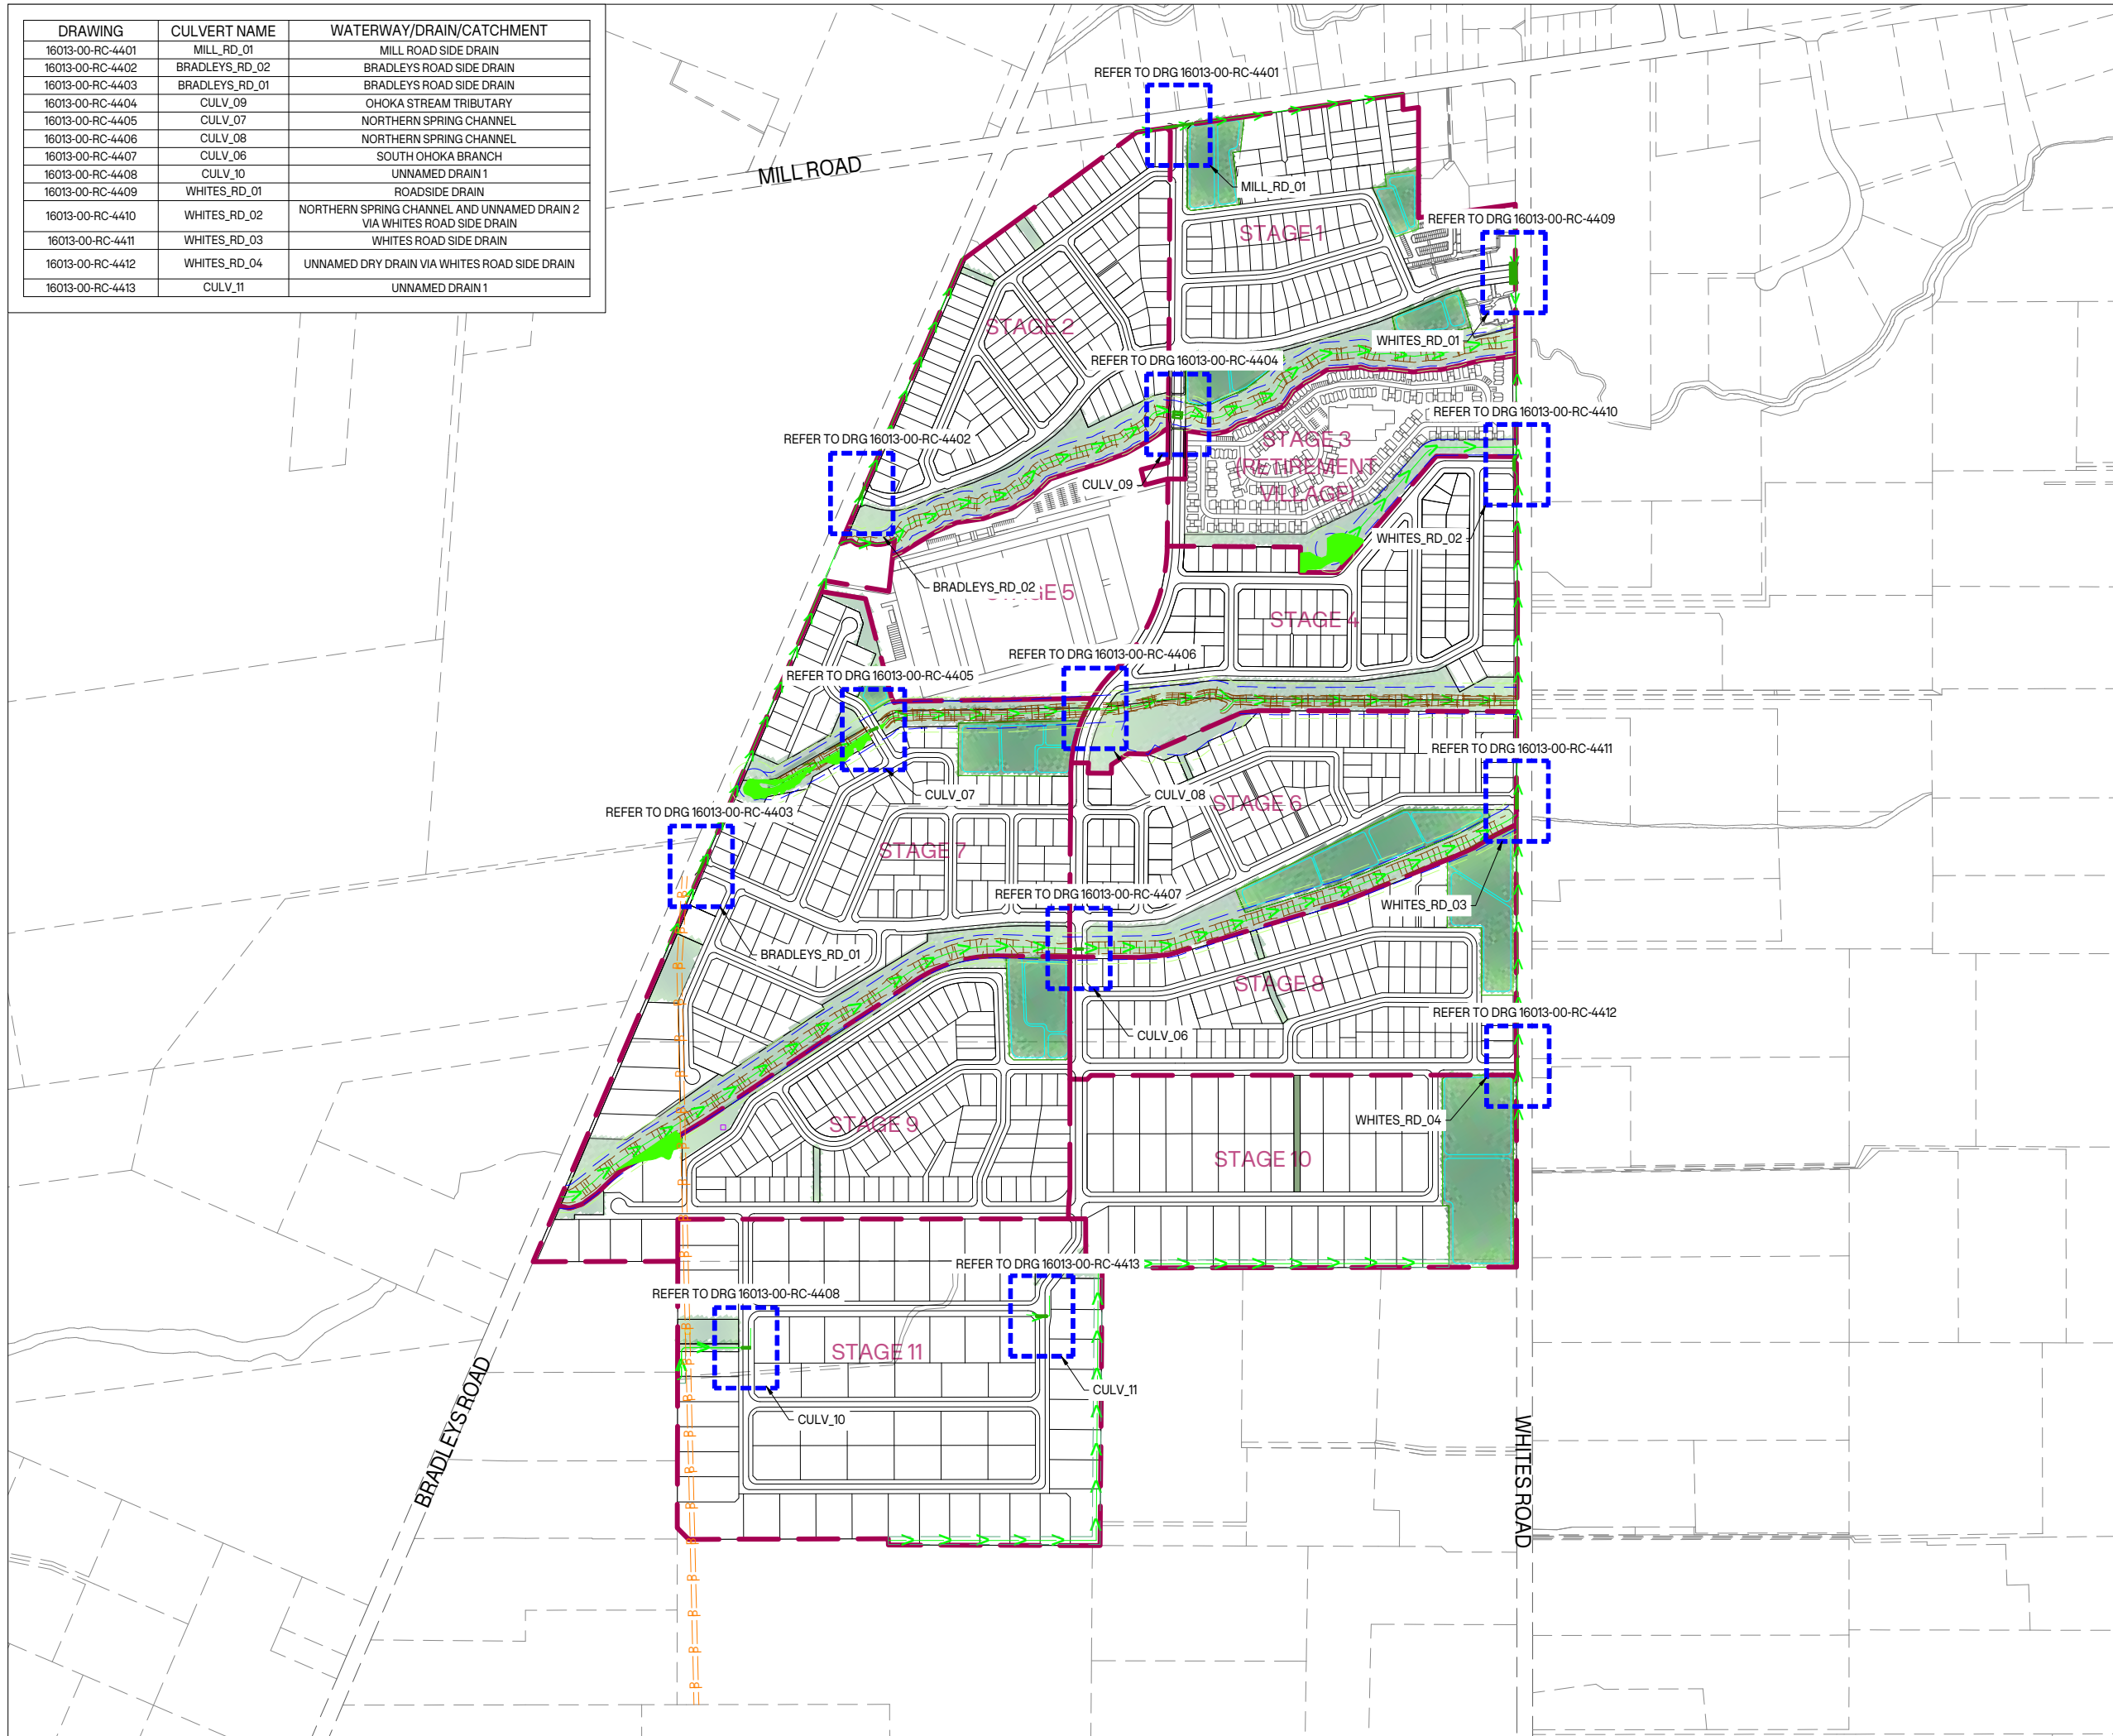 DRAWING CULVERT NAME WATERWAY/DRAIN/CATCHMENT
16013-00-RC-4401 MILL_RD_01 MILL ROAD SIDE DRAIN
16013-00-RC-4402 BRADLEYS_RD_02 BRADLEYS ROAD SIDE DRAIN
16013-00-RC-4403 BRADLEYS_RD_01 BRADLEYS ROAD SIDE DRAIN
16013-00-RC-4404 CULV_09 OHOKA STREAM TRIBUTARY
16013-00-RC-4405 CULV_07 NORTHERN SPRING CHANNEL
16013-00-RC-4406 CULV_08 NORTHERN SPRING CHANNEL
16013-00-RC-4407 CULV_06 SOUTH OHOKA BRANCH
16013-00-RC-4408 CULV_10 UNNAMED DRAIN 1
16013-00-RC-4409 WHITES_RD_01 ROADSIDE DRAIN
16013-00-RC-4410 WHITES_RD_02 NORTHERN SPRING CHANNEL AND UNNAMED DRAIN 2
VIA WHITES ROAD SIDE DRAIN
16013-00-RC-4411 WHITES_RD_03 WHITES ROAD SIDE DRAIN
16013-00-RC-4412 WHITES_RD_04 UNNAMED DRY DRAIN VIA WHITES ROAD SIDE DRAIN
16013-00-RC-4413 CULV_11 UNNAMED DRAIN 1
REFER TO DRG 16013-00-RC-4401
MILL ROAD
MILL_RD_01
REFER TO DRG 16013-00-RC-4409
STAGE 1
STAGE 2
WHITES_RD_01
REFER TO DRG 16013-00-RC-4404
REFER TO DRG 16013-00-RC-4410
REFER TO DRG 16013-00-RC-4402
STAGE 3
(RETIREMENT
VILLAGE)
CULV_09
WHITES_RD_02
BRADLEYS_RD_02
STAGE 5
STAGE 4
REFER TO DRG 16013-00-RC-4406
REFER TO DRG 16013-00-RC-4405
REFER TO DRG 16013-00-RC-4411
CULV_07
CULV_08
STAGE 6
REFER TO DRG 16013-00-RC-4403
STAGE 7
REFER TO DRG 16013-00-RC-4407
WHITES_RD_03
BRADLEYS_RD_01
STAGE 8
REFER TO DRG 16013-00-RC-4412
CULV_06
WHITES_RD_04
STAGE 9
STAGE 10
REFER TO DRG 16013-00-RC-4413
REFER TO DRG 16013-00-RC-4408
STAGE 11
CULV_11
CULV_10
BRADLEYS ROAD
WHITES ROAD